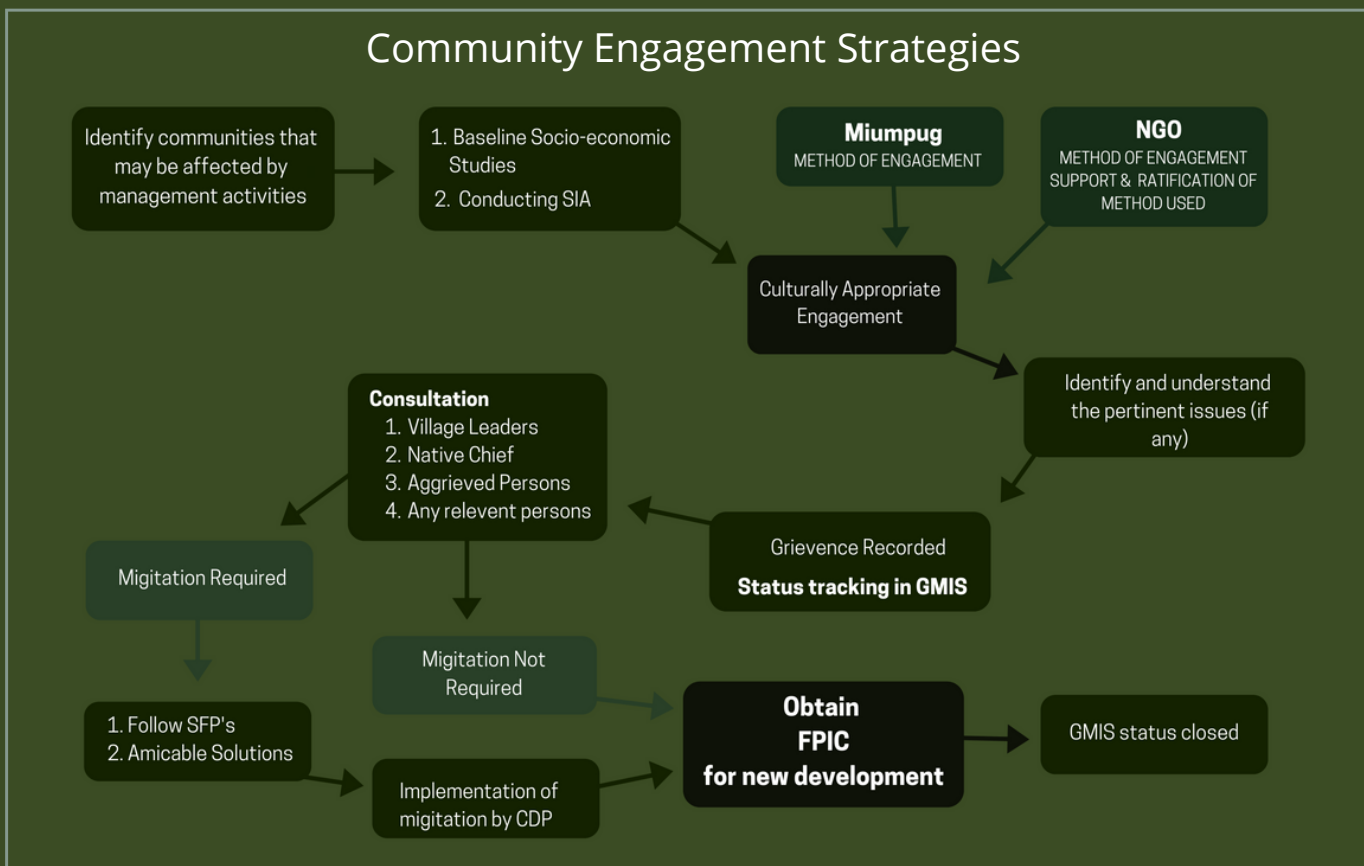 Community Engagement Strategies
Identify communities that
may be affected by
management activities
1. Baseline Socio-economic
Studies
2. Conducting SIA
Miumpug
METHOD OF ENGAGEMENT
NGO
METHOD OF ENGAGEMENT
SUPPORT & RATIFICATION OF
METHOD USED
Culturally Appropriate
Engagement
Identify and understand
the pertinent issues (if
any)
Grievence Recorded
Status tracking in GMIS
Consultation
1. Village Leaders
2. Native Chief
3. Aggrieved Persons
4. Any relevent persons
Migitation Required
Migitation Not
Required
1. Follow SFP's
2. Amicable Solutions
Implementation of
migitation by CDP
Obtain
FPIC
for new development
GMIS status closed